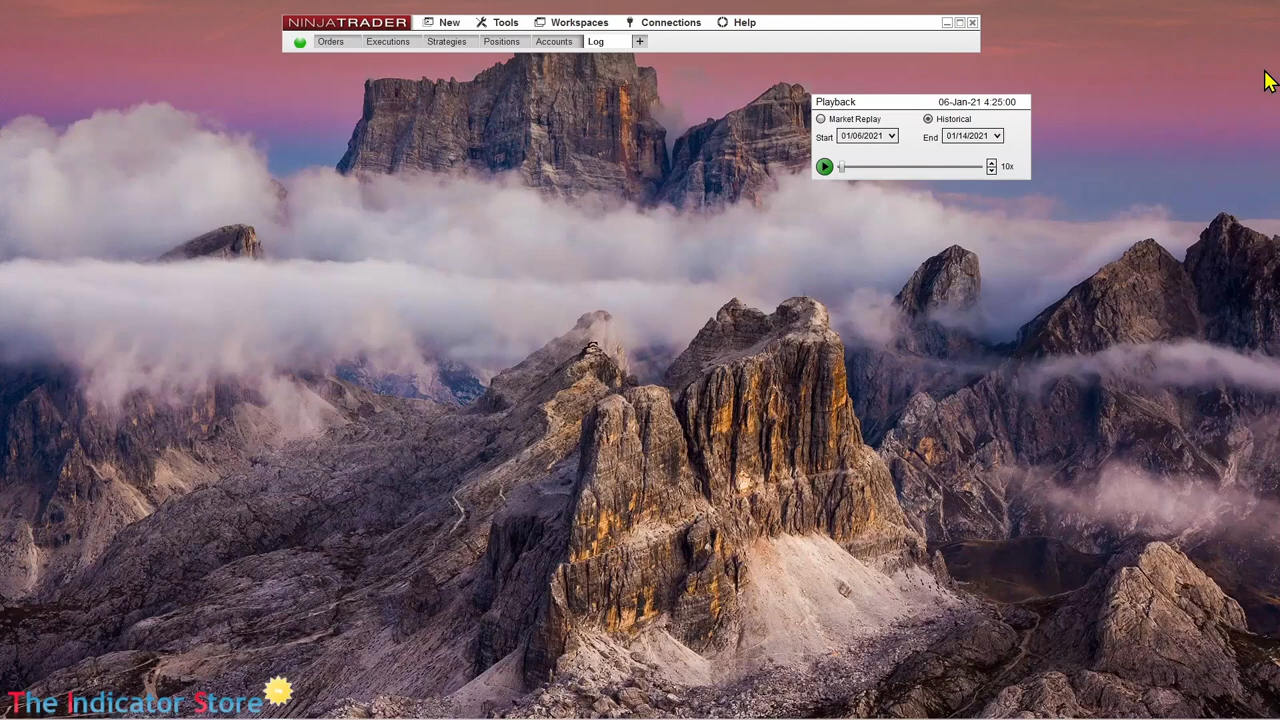 NINJATRADER New Tools Workspaces Connections Help
Orders Executions Strategies Positions Accounts Log +
Playback 06-Jan-21 4:25:00
Market Replay Historical
Start 01/06/2021 End 01/14/2021
10x
The Indicator Store